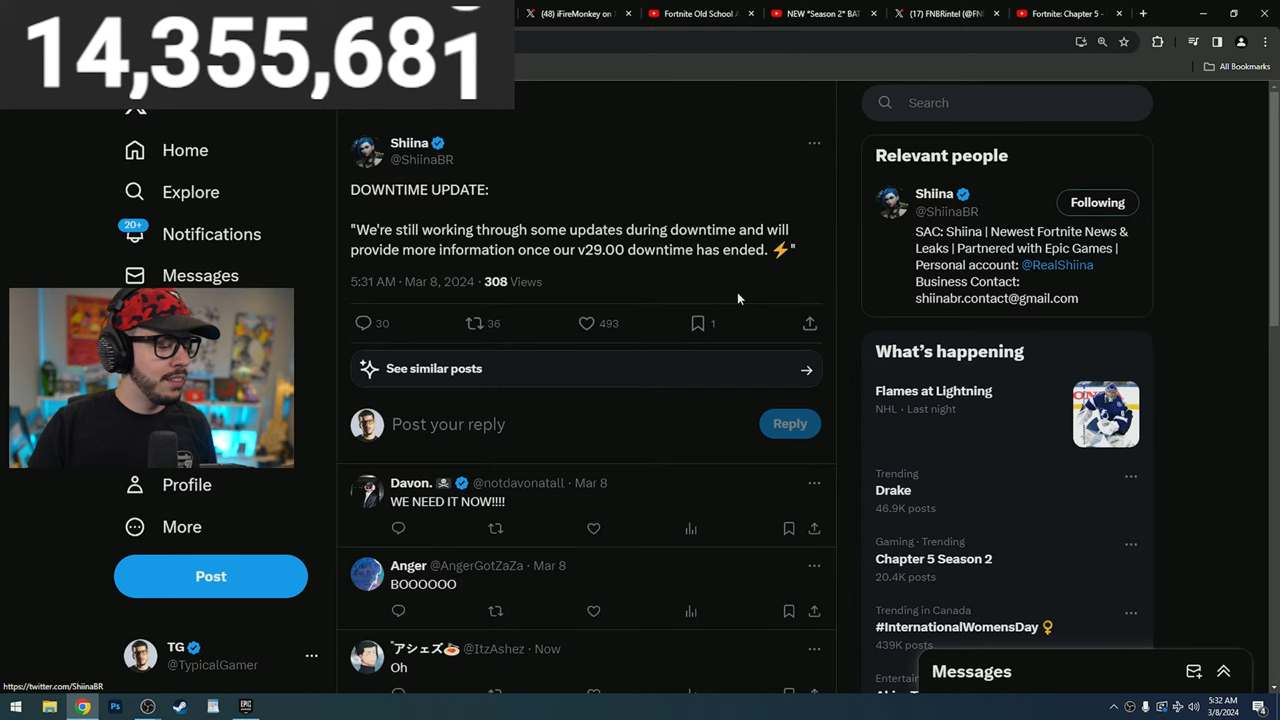 14,355,681
(48) iFireMonkey on
Fortnite Old School
NEW *Season 2* BAT
(17) FNBRintel (@FN
Fortnite: Chapter 5 -
All Bookmarks
Home
Explore
20+
Notifications
Messages
Profile
More
Post
TG
@TypicalGamer
https://twitter.com/ShiinaBR
Shiina
@ShiinaBR
DOWNTIME UPDATE:
"We're still working through some updates during downtime and will
provide more information once our v29.00 downtime has ended. ⚡"
5:31 AM · Mar 8, 2024 · 308 Views
30 36 493 1
See similar posts
Post your reply
Reply
Davon. ☠ @notdavonatall · Mar 8
WE NEED IT NOW!!!!
Anger @AngerGotZaZa · Mar 8
BOOOOOO
アシェズ🍝 @ItzAshez · Now
Oh
Search
Relevant people
Shiina
@ShiinaBR
Following
SAC: Shiina | Newest Fortnite News &
Leaks | Partnered with Epic Games |
Personal account: @RealShiina
Business Contact:
shiinabr.contact@gmail.com
What's happening
Flames at Lightning
NHL · Last night
Trending
Drake
46.9K posts
Gaming · Trending
Chapter 5 Season 2
20.4K posts
Trending in Canada
#InternationalWomensDay ♀
439K posts
Messages
Ps
EPIC
5:32 AM
3/8/2024
4